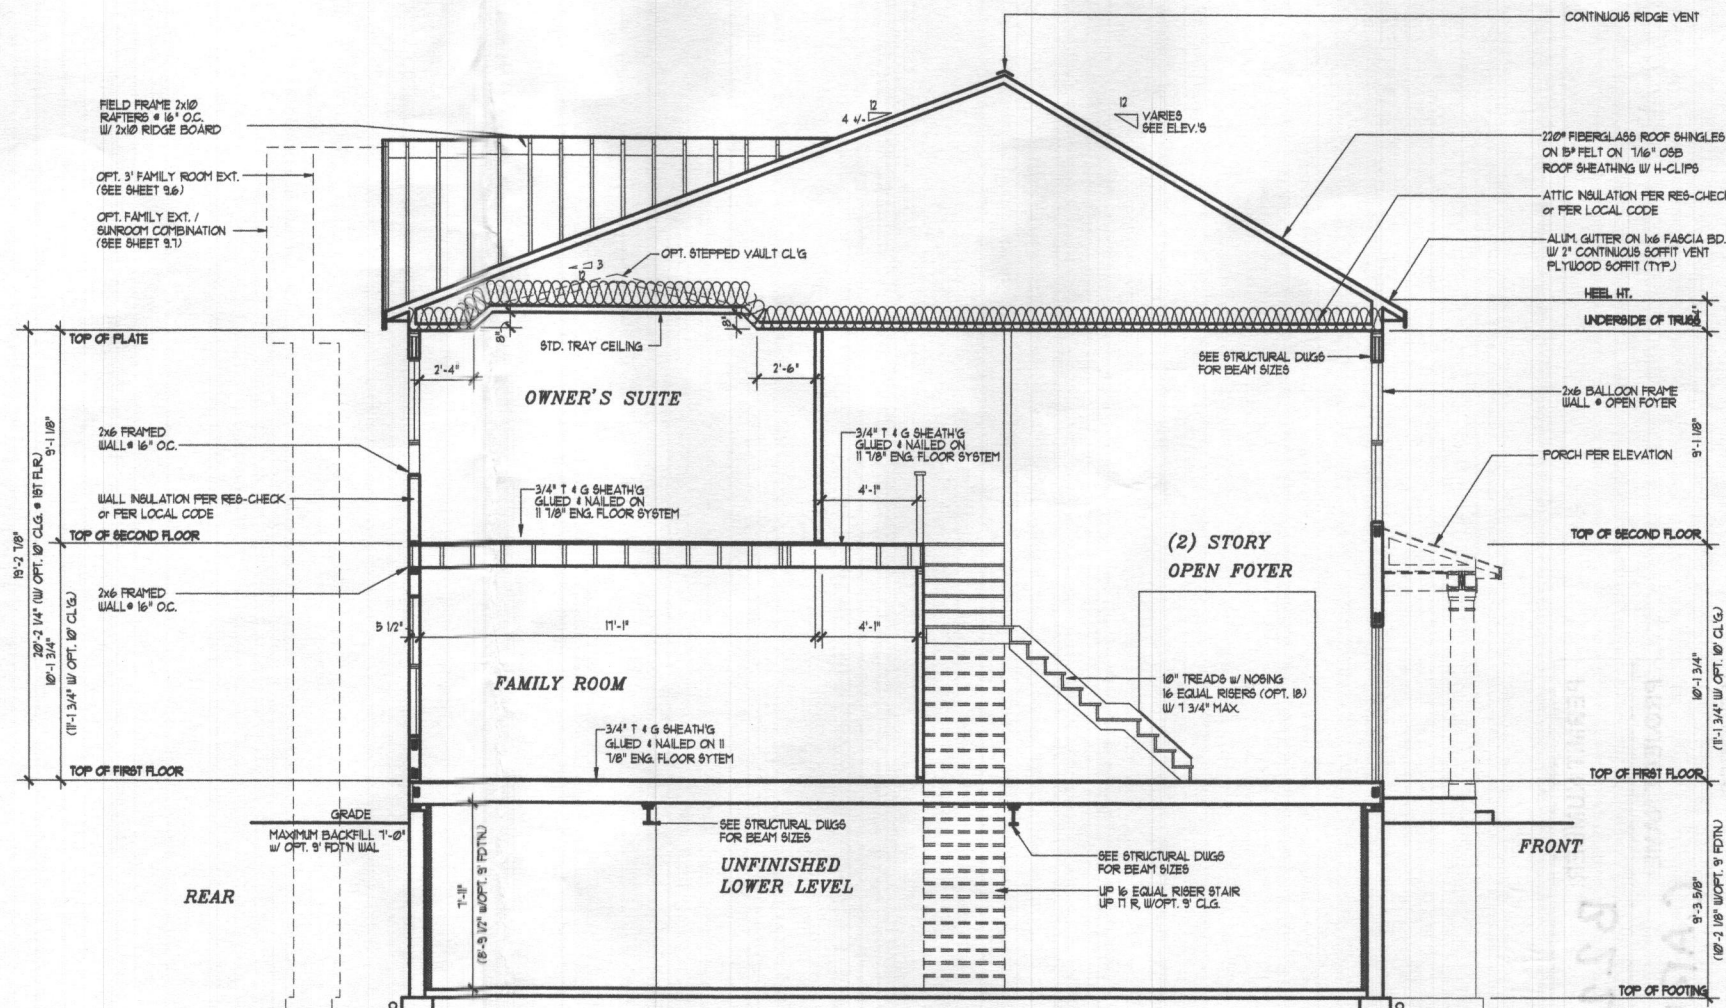 CONTINUOUS RIDGE VENT
FIELD FRAME 2x10
RAFTERS @ 16" O.C.
W/ 2x10 RIDGE BOARD
12
4 +/-
12
VARIES
SEE ELEV.'S
220# FIBERGLASS ROOF SHINGLES
ON 15# FELT ON 7/16" OSB
ROOF SHEATHING W/ H-CLIPS
OPT. 3' FAMILY ROOM EXT.
(SEE SHEET 9.6)
ATTIC INSULATION PER RES-CHECK
or PER LOCAL CODE
OPT. FAMILY EXT. /
SUNROOM COMBINATION
(SEE SHEET 9.7)
ALUM. GUTTER ON 1x6 FASCIA BD.
W/ 2" CONTINUOUS SOFFIT VENT
PLYWOOD SOFFIT (TYP.)
OPT. STEPPED VAULT CL'G
3
12
HEEL HT.
UNDERSIDE OF TRUSS
TOP OF PLATE
8"
8"
STD. TRAY CEILING
SEE STRUCTURAL DWGS
FOR BEAM SIZES
2'-4"
2'-6"
OWNER'S SUITE
2x6 BALLOON FRAME
WALL @ OPEN FOYER
2x6 FRAMED
WALL @ 16" O.C.
9'-1 1/8"
3/4" T & G SHEATH'G
GLUED & NAILED ON
11 7/8" ENG. FLOOR SYSTEM
9'-1 1/8"
PORCH PER ELEVATION
WALL INSULATION PER RES-CHECK
or PER LOCAL CODE
3/4" T & G SHEATH'G
GLUED & NAILED ON
11 7/8" ENG. FLOOR SYSTEM
4'-1"
TOP OF SECOND FLOOR
(2) STORY
OPEN FOYER
TOP OF SECOND FLOOR
19'-2 7/8"
20'-2 1/4" (W/ OPT. 10' CLG. @ 1ST FLR.)
2x6 FRAMED
WALL @ 16" O.C.
5 1/2"
17'-1"
4'-1"
10'-1 3/4"
(11'-1 3/4" W/ OPT. 10' CL'G.)
FAMILY ROOM
10" TREADS w/ NOSING
16 EQUAL RISERS (OPT. 18)
W/ 7 3/4" MAX.
10'-1 3/4"
(11'-1 3/4" W/ OPT. 10' CL'G.)
3/4" T & G SHEATH'G
GLUED & NAILED ON 11
7/8" ENG. FLOOR SYTEM
TOP OF FIRST FLOOR
TOP OF FIRST FLOOR
GRADE
MAXIMUM BACKFILL 7'-0"
w/ OPT. 9' FDT'N WAL
SEE STRUCTURAL DWGS
FOR BEAM SIZES
UNFINISHED
LOWER LEVEL
SEE STRUCTURAL DWGS
FOR BEAM SIZES
FRONT
REAR
7'-11"
(8'-9 1/2" w/OPT. 9' FDTN.)
UP 16 EQUAL RISER STAIR
UP 17 R, W/OPT. 9' CLG.
9'-3 5/8"
(10'-2 1/8" W/OPT. 9' FDTN.)
TOP OF FOOTING